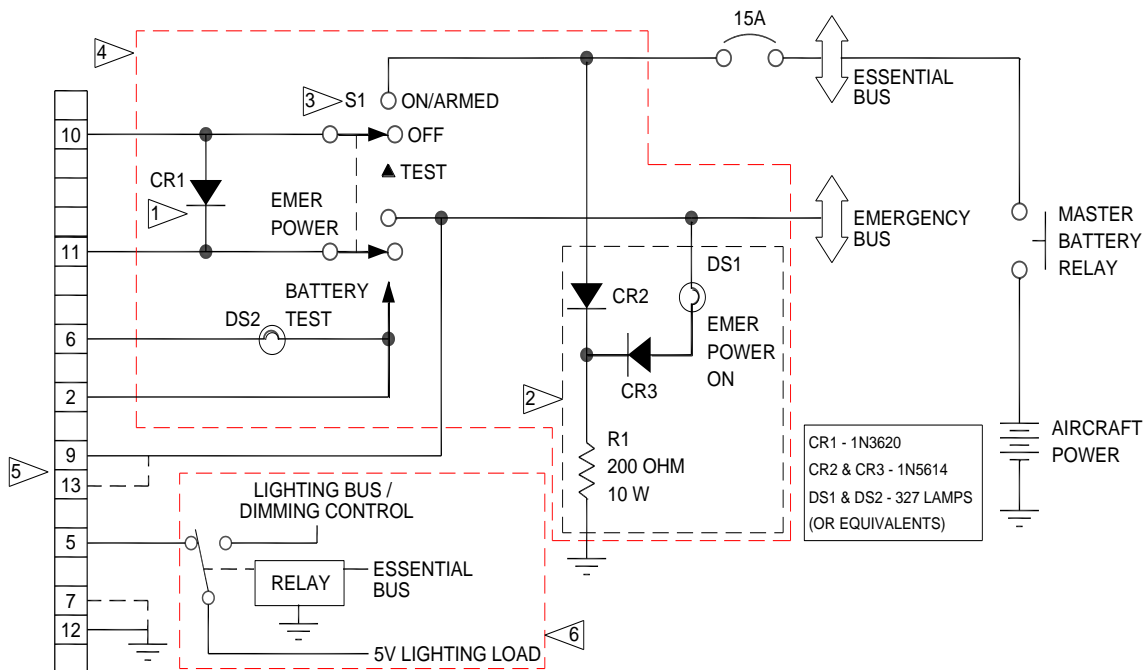 15A
4
ESSENTIAL
BUS
3 S1 ON/ARMED
10
OFF
TEST
CR1
1
EMER
POWER
EMERGENCY
BUS
MASTER
BATTERY
RELAY
11
DS1
BATTERY
TEST
CR2
DS2
EMER
POWER
ON
6
CR3
2
2
R1
200 OHM
10 W
CR1 - 1N3620
CR2 & CR3 - 1N5614
DS1 & DS2 - 327 LAMPS
(OR EQUIVALENTS)
AIRCRAFT
POWER
9
5
13
LIGHTING BUS /
DIMMING CONTROL
5
RELAY
ESSENTIAL
BUS
7
12
6
5V LIGHTING LOAD